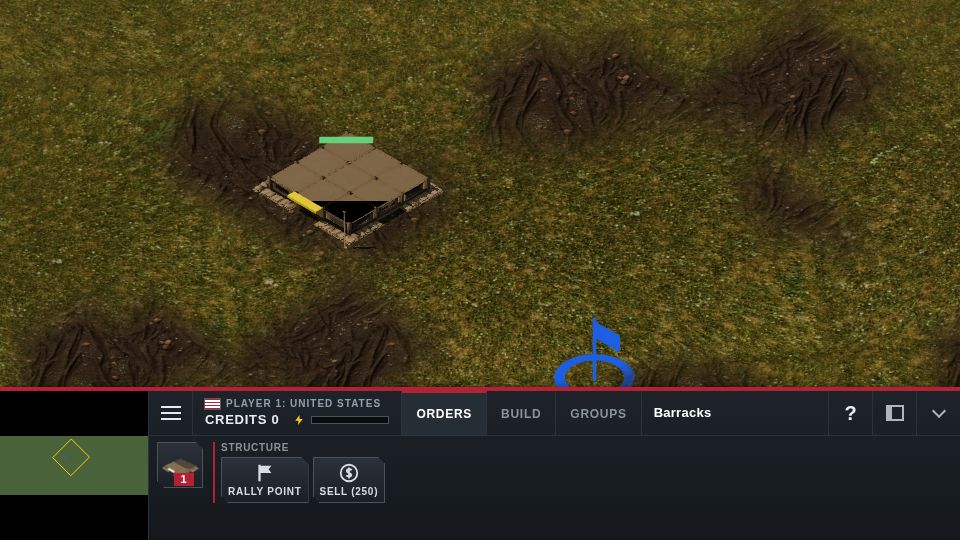 PLAYER 1: UNITED STATES
CREDITS 0
ORDERS
BUILD
GROUPS
Barracks
?
1
STRUCTURE
RALLY POINT
SELL (250)